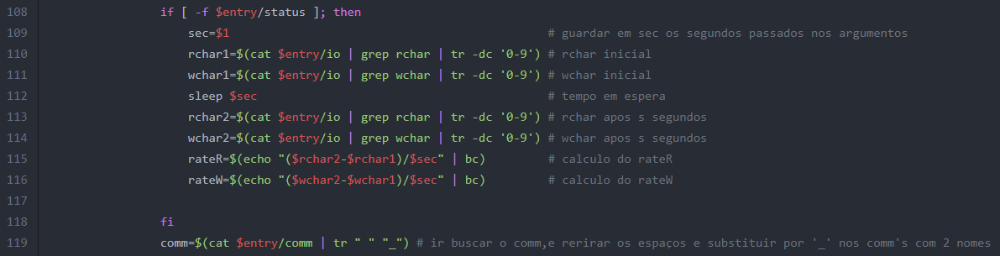 108 if [ -f $entry/status ]; then
109 sec=$1 # guardar em sec os segundos passados nos argumentos
110 rchar1=$(cat $entry/io | grep rchar | tr -dc '0-9') # rchar inicial
111 wchar1=$(cat $entry/io | grep wchar | tr -dc '0-9') # wchar inicial
112 sleep $sec # tempo em espera
113 rchar2=$(cat $entry/io | grep rchar | tr -dc '0-9') # rchar apos s segundos
114 wchar2=$(cat $entry/io | grep wchar | tr -dc '0-9') # wchar apos s segundos
115 rateR=$(echo "($rchar2-$rchar1)/$sec" | bc) # calculo do rateR
116 rateW=$(echo "($wchar2-$wchar1)/$sec" | bc) # calculo do rateW
117
118 fi
119 comm=$(cat $entry/comm | tr " " "_") # ir buscar o comm,e rerirar os espaços e substituir por '_' nos comm's com 2 nomes